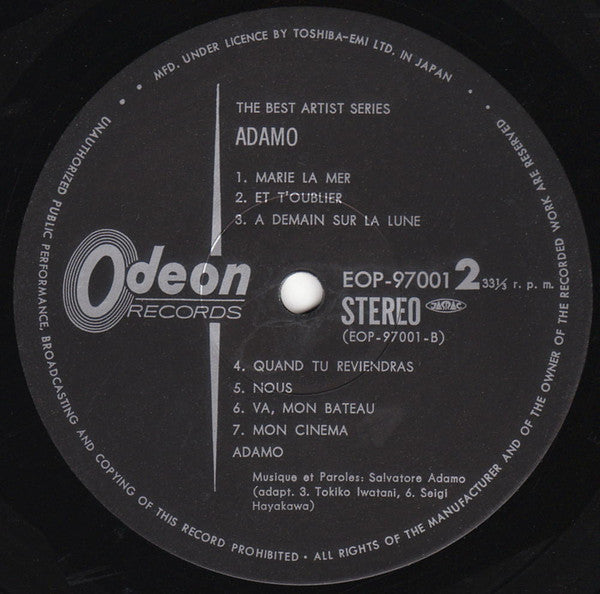 MFD. UNDER LICENCE BY TOSHIBA-EMI LTD. IN JAPAN
THE BEST ARTIST SERIES
ADAMO
1. MARIE LA MER
2. ET T'OUBLIER
3. A DEMAIN SUR LA LUNE
Odeon
RECORDS
EOP-97001 2 33⅓ r. p. m.
STEREO JASRAC
(EOP-97001-B)
4. QUAND TU REVIENDRAS
5. NOUS
6. VA, MON BATEAU
7. MON CINEMA
ADAMO
Musique et Paroles: Salvatore Adamo
(adapt. 3. Tokiko Iwatani, 6. Seigi
Hayakawa)
UNAUTHORIZED PUBLIC PERFORMANCE, BROADCASTING AND COPYING OF THIS RECORD PROHIBITED • ALL RIGHTS OF THE MANUFACTURER AND OF THE OWNER OF THE RECORDED WORK ARE RESERVED